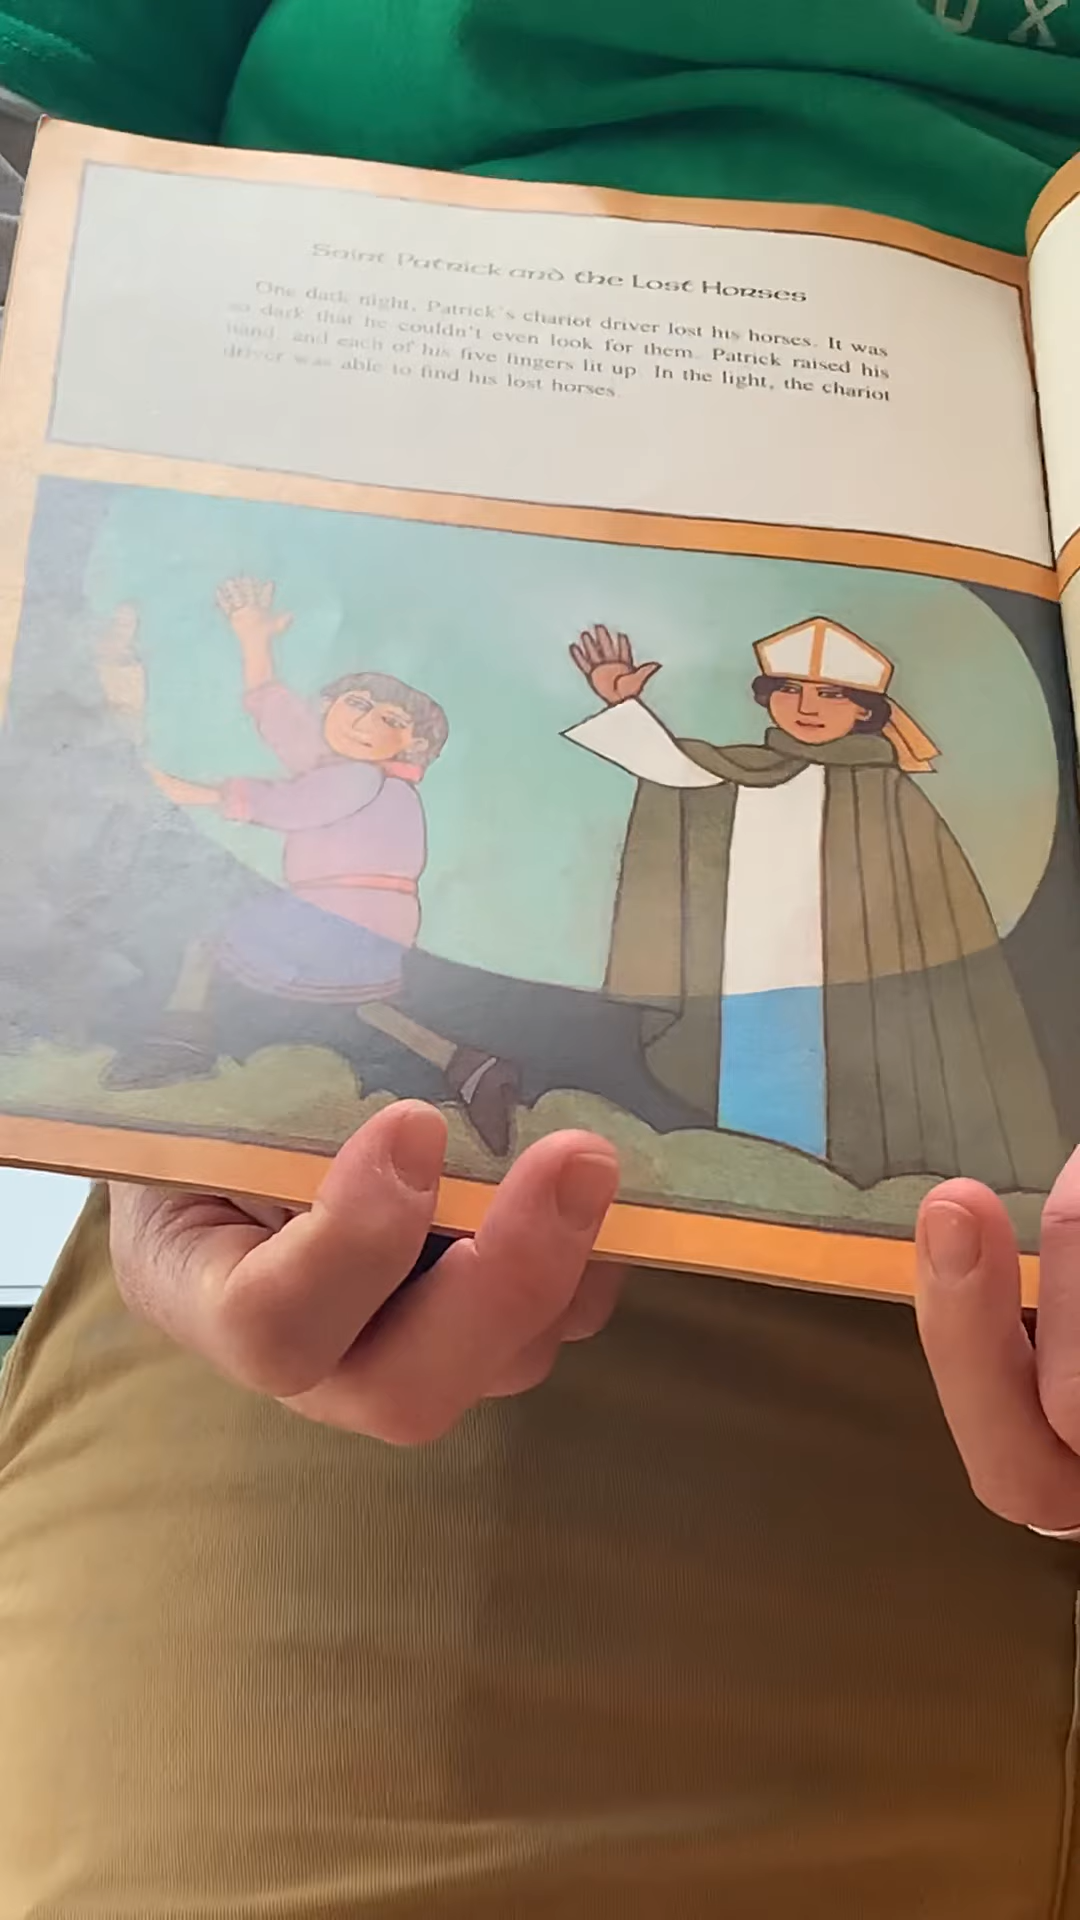 O X
Saint Patrick and the Lost Horses
One dark night, Patrick's chariot driver lost his horses. It was
so dark that he couldn't even look for them. Patrick raised his
hand, and each of his five fingers lit up. In the light, the chariot
driver was able to find his lost horses.